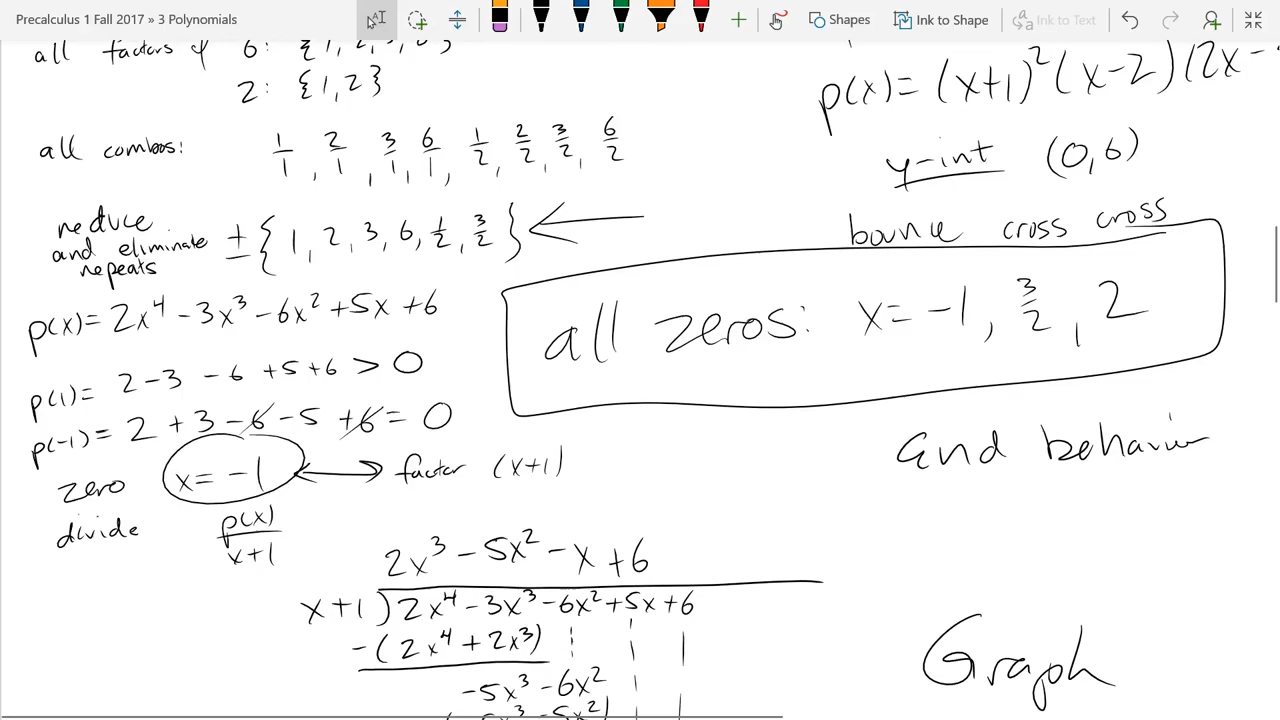 Precalculus 1 Fall 2017 » 3 Polynomials
Shapes
Ink to Shape
Ink to Text
all factors of 6: {1, 2, 3, 6}
2: {1, 2}
all combos: 1/1, 2/1, 3/1, 6/1, 1/2, 2/2, 3/2, 6/2
reduce
and eliminate
repeats
± {1, 2, 3, 6, 1/2, 3/2}
p(x) = 2x⁴ - 3x³ - 6x² + 5x + 6
p(1) = 2 - 3 - 6 + 5 + 6 > 0
p(-1) = 2 + 3 - 6 - 5 + 6 = 0
zero x = -1 factor (x+1)
divide p(x)/x+1
2x³ - 5x² - x + 6
x+1 ) 2x⁴ - 3x³ - 6x² + 5x + 6
-(2x⁴ + 2x³)
-5x³ - 6x²
p(x) = (x+1)²(x-2)(2x-
y-int (0,6)
bounce cross cross
all zeros: x = -1, 3/2, 2
end behavior
Graph